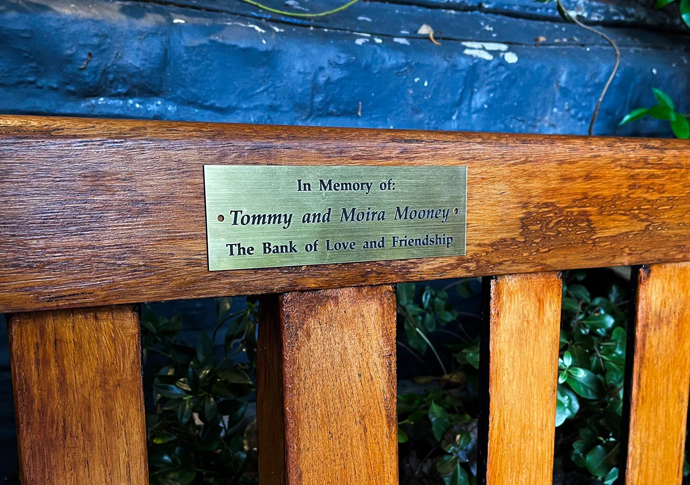 In Memory of:
Tommy and Moira Mooney
The Bank of Love and Friendship